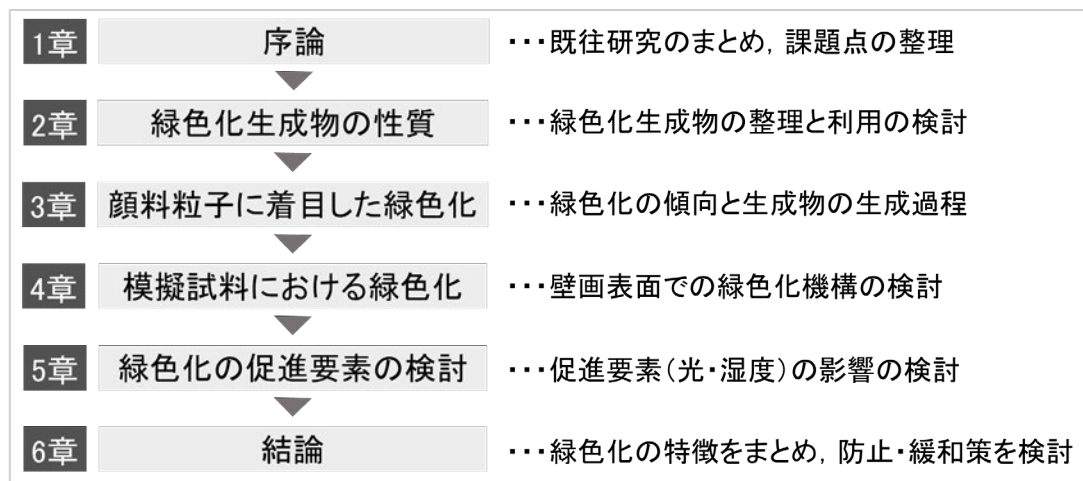 1章 序論 ･･･既往研究のまとめ, 課題点の整理
2章 緑色化生成物の性質 ･･･緑色化生成物の整理と利用の検討
3章 顔料粒子に着目した緑色化 ･･･緑色化の傾向と生成物の生成過程
4章 模擬試料における緑色化 ･･･壁画表面での緑色化機構の検討
5章 緑色化の促進要素の検討 ･･･促進要素(光･湿度)の影響の検討
6章 結論 ･･･緑色化の特徴をまとめ, 防止･緩和策を検討